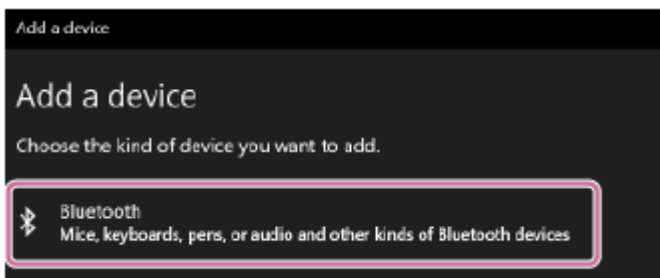 Add a device
Add a device
Choose the kind of device you want to add.
Bluetooth
Mice, keyboards, pens, or audio and other kinds of Bluetooth devices